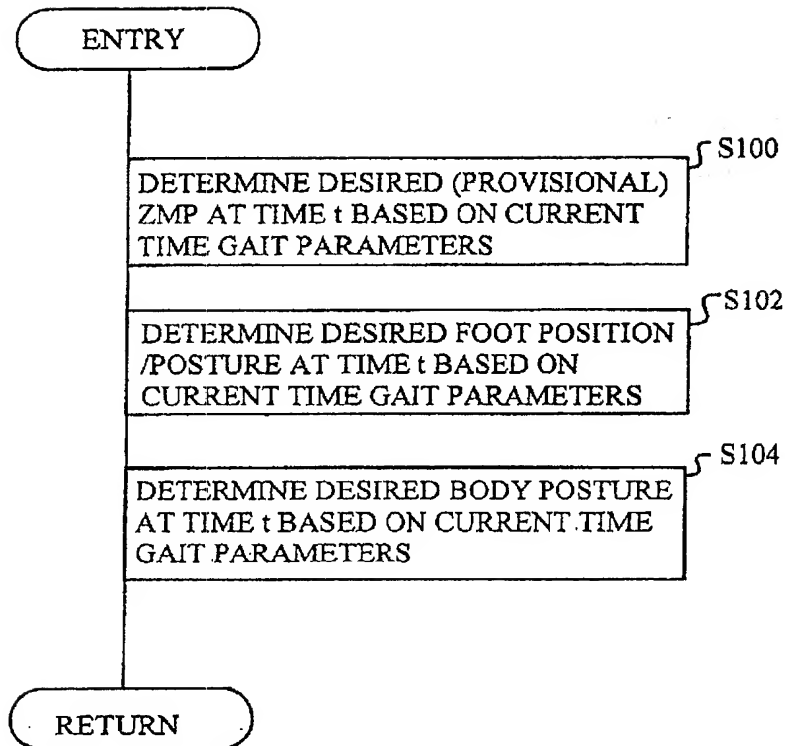 ENTRY
S100
DETERMINE DESIRED (PROVISIONAL)
ZMP AT TIME t BASED ON CURRENT
TIME GAIT PARAMETERS
S102
DETERMINE DESIRED FOOT POSITION
/POSTURE AT TIME t BASED ON
CURRENT TIME GAIT PARAMETERS
S104
DETERMINE DESIRED BODY POSTURE
AT TIME t BASED ON CURRENT TIME
GAIT PARAMETERS
RETURN